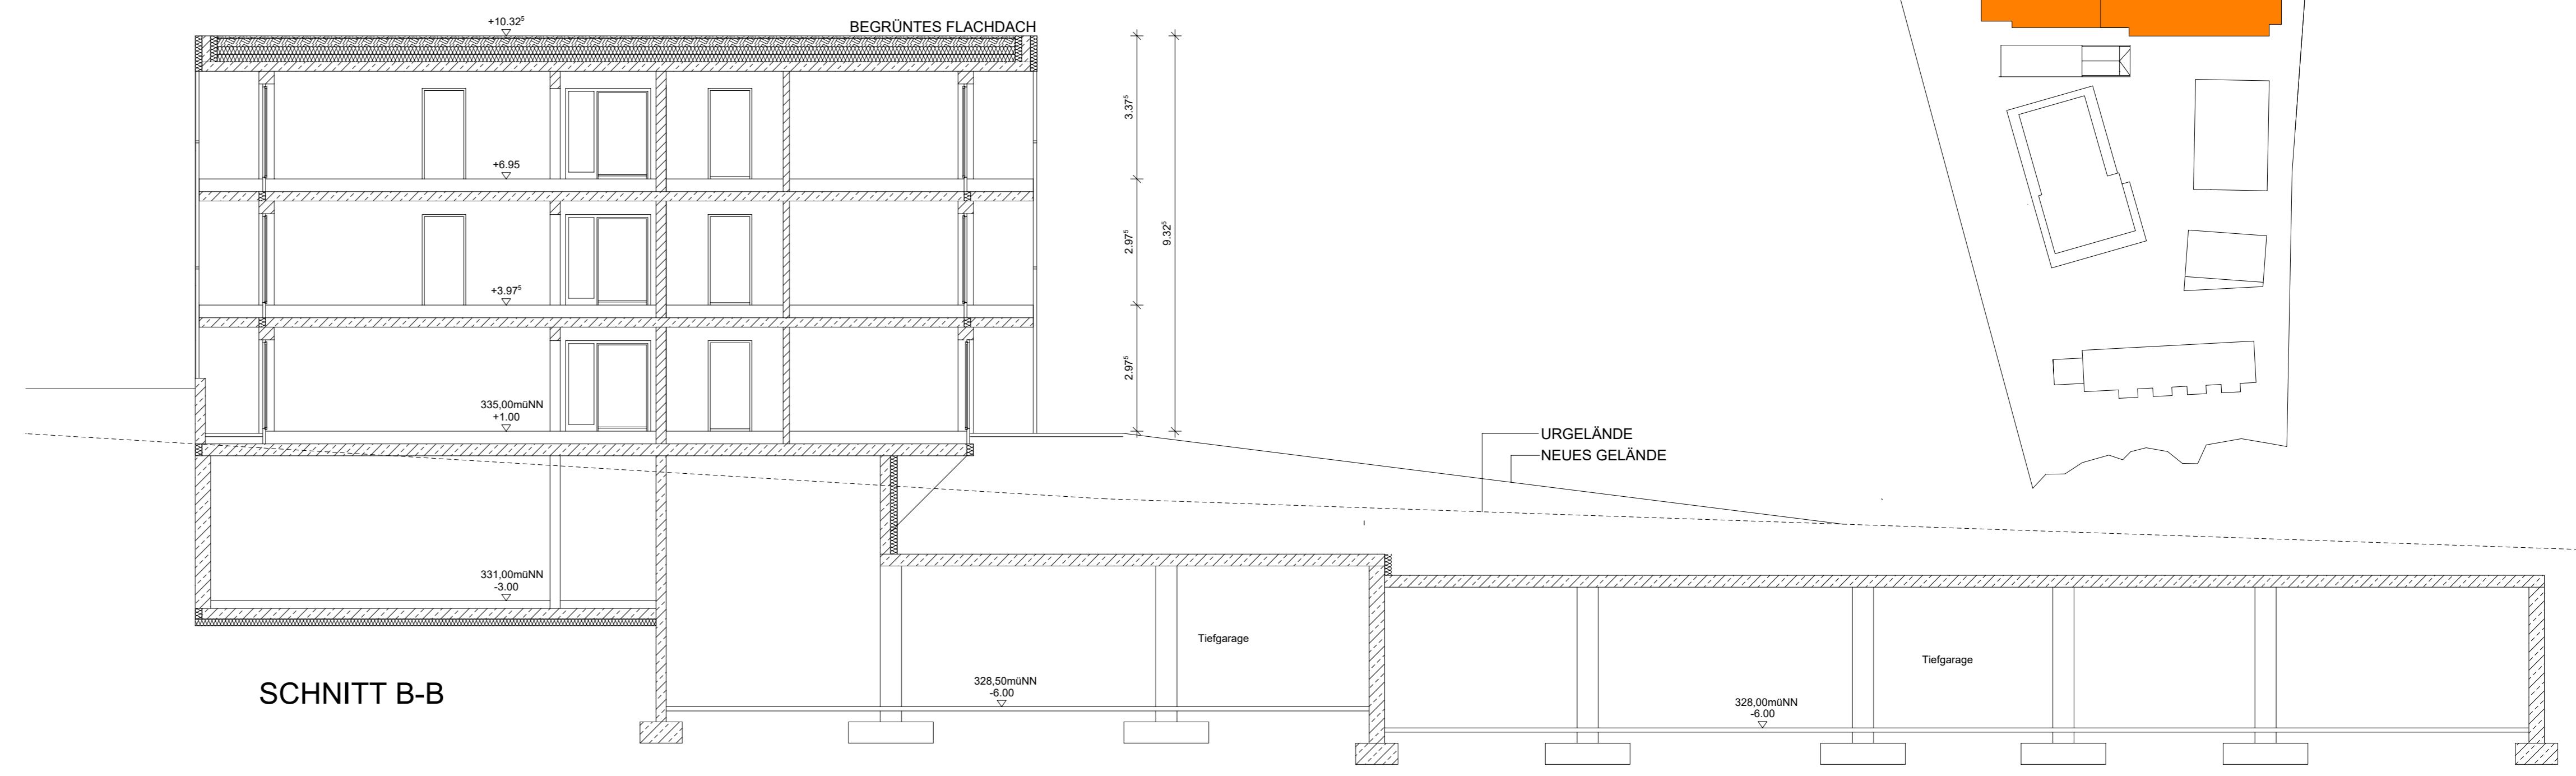 +10.32⁵
BEGRÜNTES FLACHDACH
3.37⁵
+6.95
2.97⁵
9.32⁵
+3.97⁵
2.97⁵
335,00müNN
+1.00
URGELÄNDE
NEUES GELÄNDE
331,00müNN
-3.00
Tiefgarage
Tiefgarage
SCHNITT B-B
328,50müNN
-6.00
328,00müNN
-6.00